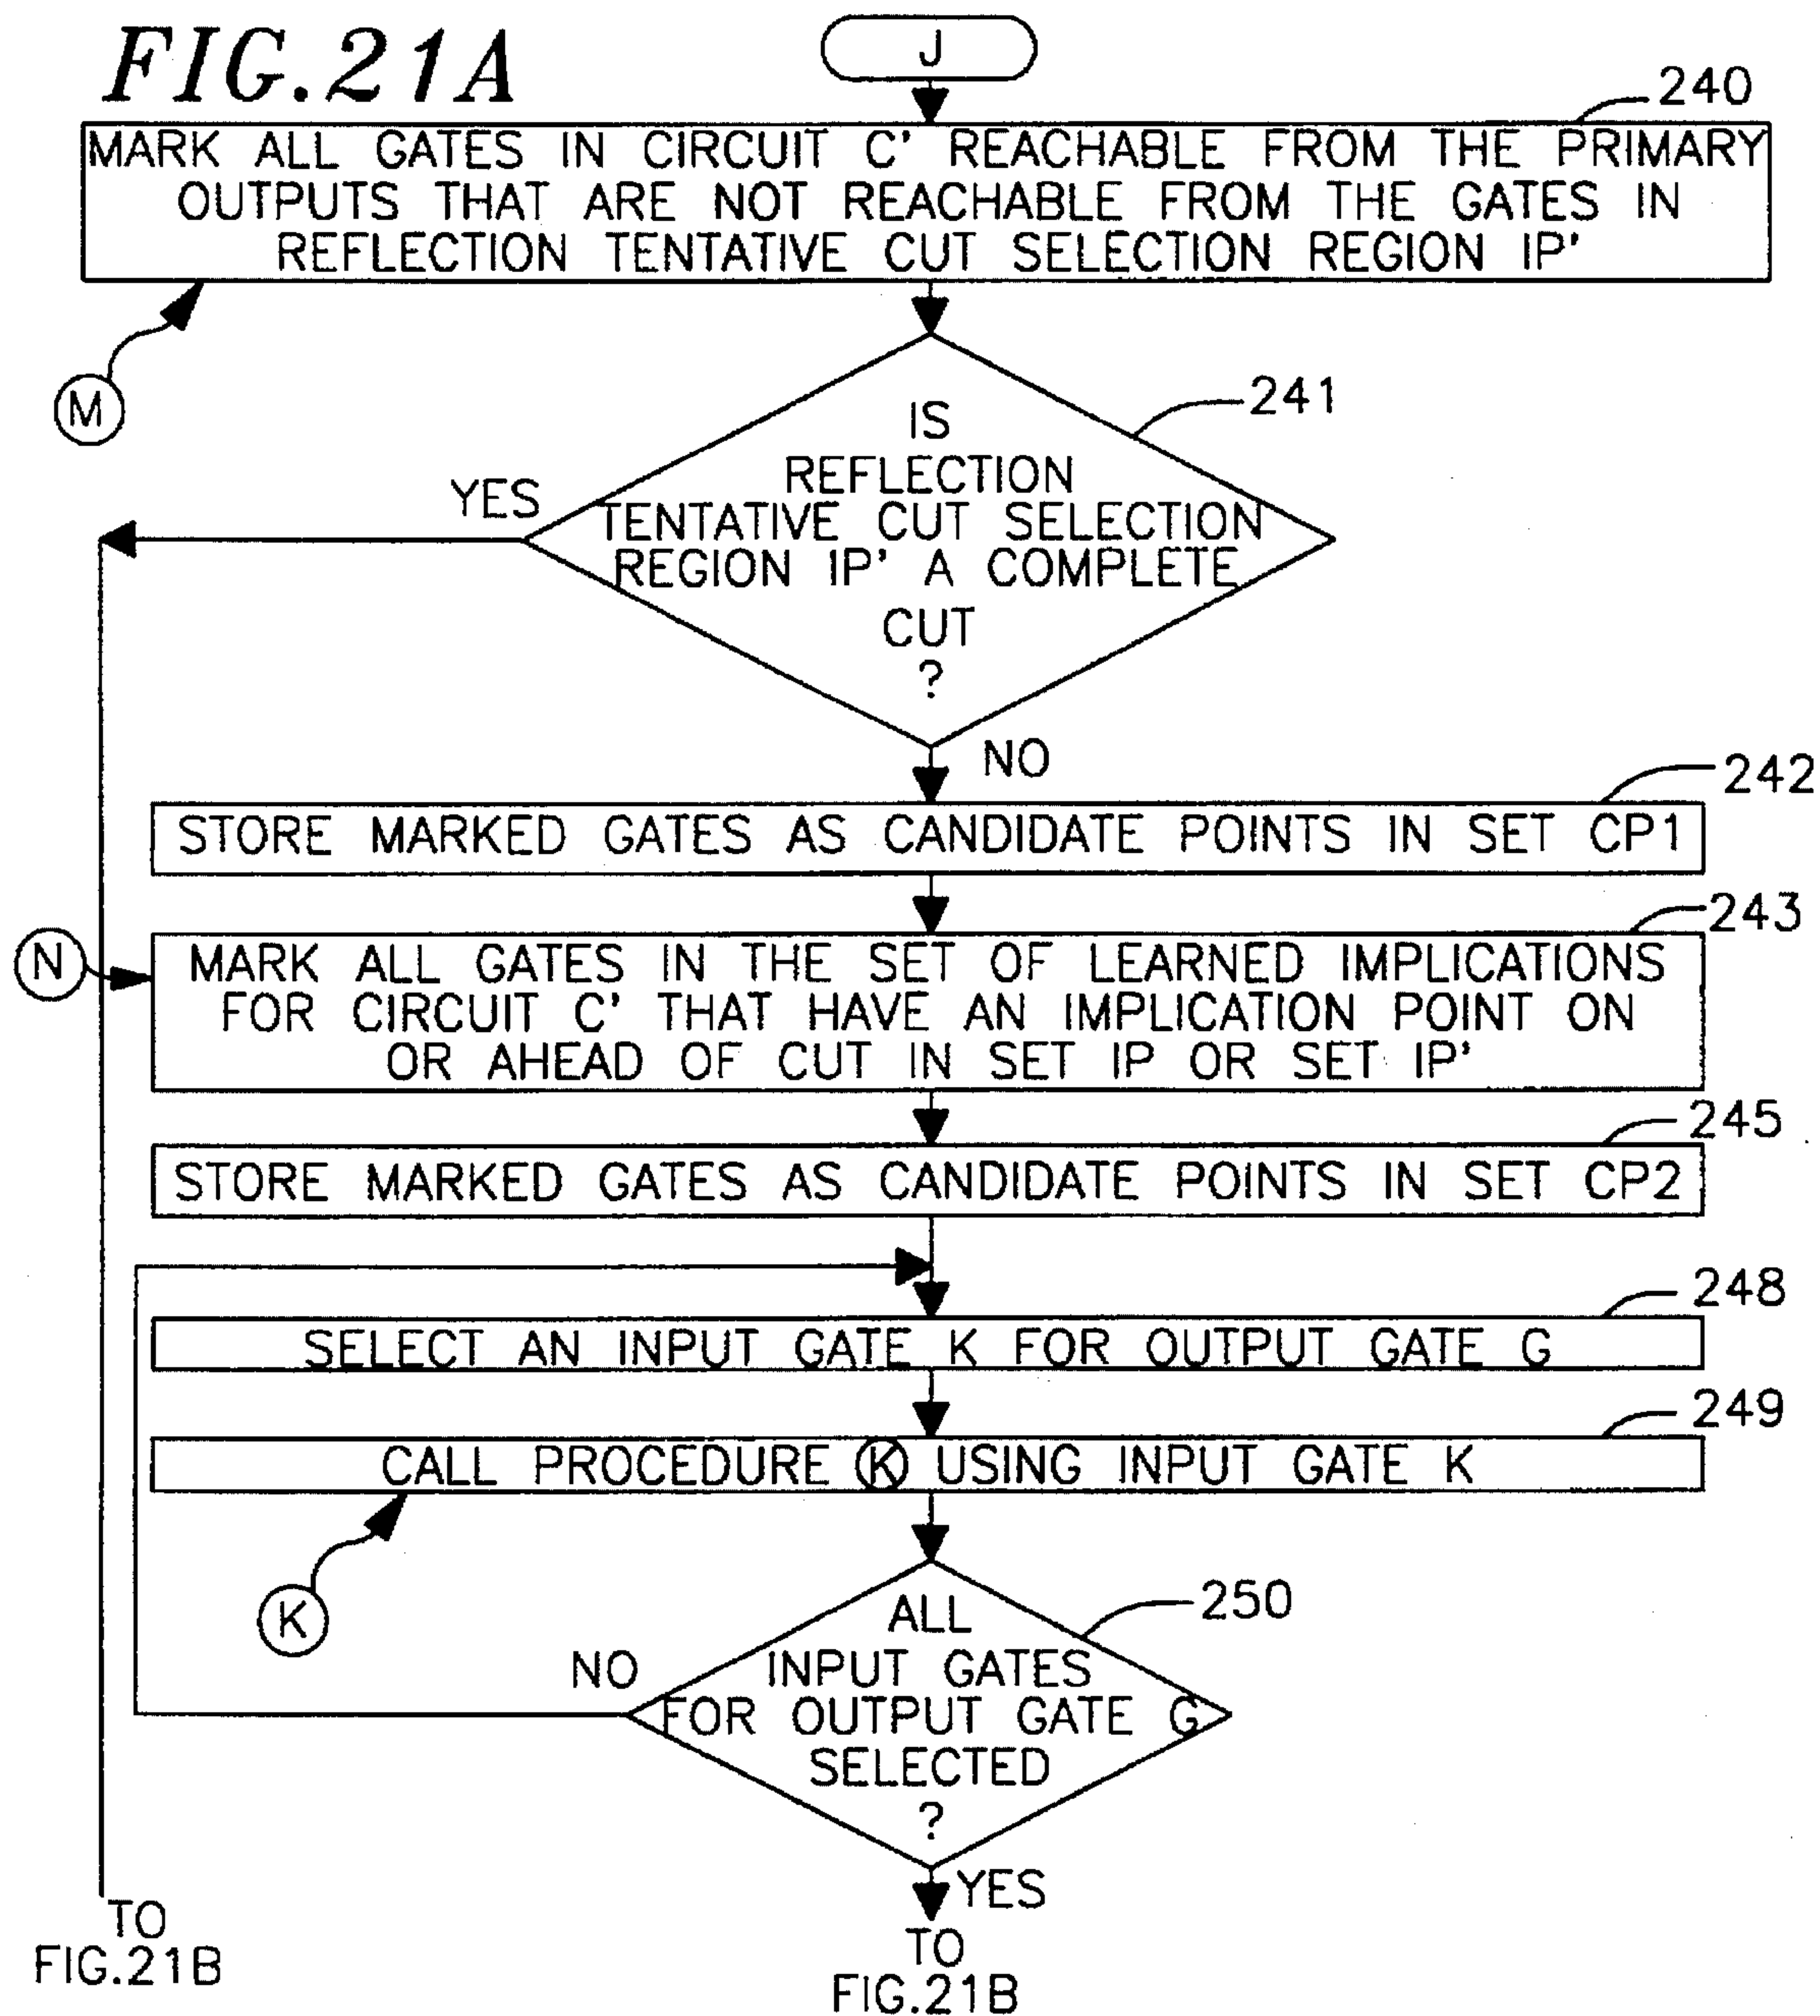 FIG.21A
J
240
MARK ALL GATES IN CIRCUIT C' REACHABLE FROM THE PRIMARY
OUTPUTS THAT ARE NOT REACHABLE FROM THE GATES IN
REFLECTION TENTATIVE CUT SELECTION REGION IP'
M
241
IS
REFLECTION
TENTATIVE CUT SELECTION
REGION IP' A COMPLETE
CUT
?
YES
NO
242
STORE MARKED GATES AS CANDIDATE POINTS IN SET CP1
243
N
MARK ALL GATES IN THE SET OF LEARNED IMPLICATIONS
FOR CIRCUIT C' THAT HAVE AN IMPLICATION POINT ON
OR AHEAD OF CUT IN SET IP OR SET IP'
245
STORE MARKED GATES AS CANDIDATE POINTS IN SET CP2
248
SELECT AN INPUT GATE K FOR OUTPUT GATE G
249
CALL PROCEDURE K USING INPUT GATE K
K
250
ALL
INPUT GATES
FOR OUTPUT GATE G
SELECTED
?
NO
YES
TO
FIG.21B
TO
FIG.21B